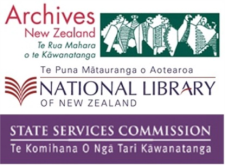 Archives
New Zealand
Te Rua Mahara
o te Kāwanatanga
Te Puna Mātauranga o Aotearoa
NATIONAL LIBRARY
OF NEW ZEALAND
STATE SERVICES COMMISSION
Te Komihana O Ngā Tari Kāwanatanga